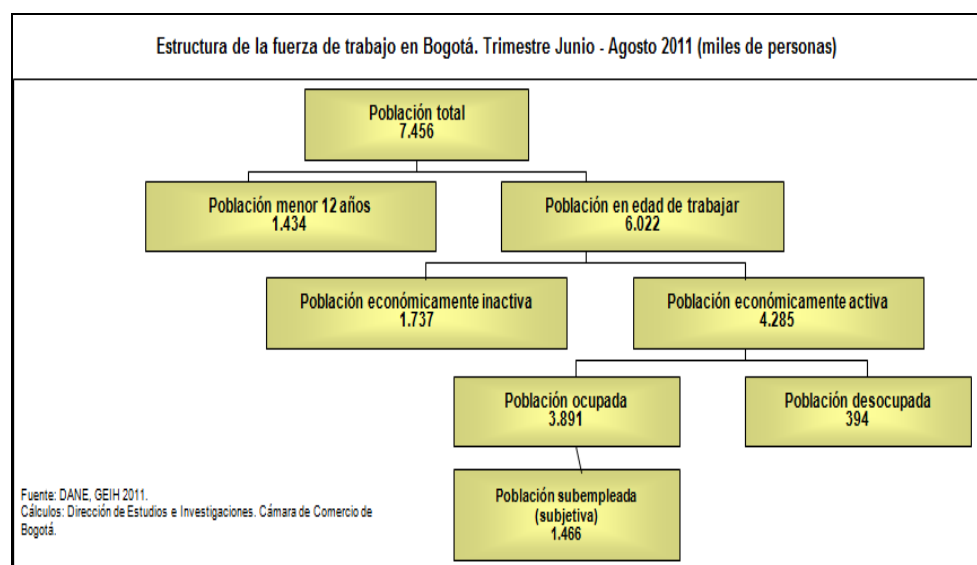 Estructura de la fuerza de trabajo en Bogotá. Trimestre Junio - Agosto 2011 (miles de personas)
Población total
7.456
Población menor 12 años
1.434
Población en edad de trabajar
6.022
Población económicamente inactiva
1.737
Población económicamente activa
4.285
Población ocupada
3.891
Población desocupada
394
Población subempleada
(subjetiva)
1.466
Fuente: DANE, GEIH 2011.
Cálculos: Dirección de Estudios e Investigaciones. Cámara de Comercio de
Bogotá.